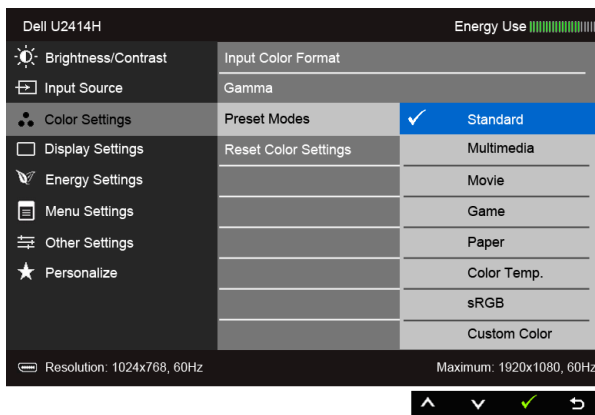 Dell U2414H Energy Use
Brightness/Contrast Input Color Format
Input Source Gamma
Color Settings Preset Modes Standard
Display Settings Reset Color Settings Multimedia
Energy Settings Movie
Menu Settings Game
Other Settings Paper
Personalize Color Temp.
sRGB
Custom Color
Resolution: 1024x768, 60Hz Maximum: 1920x1080, 60Hz